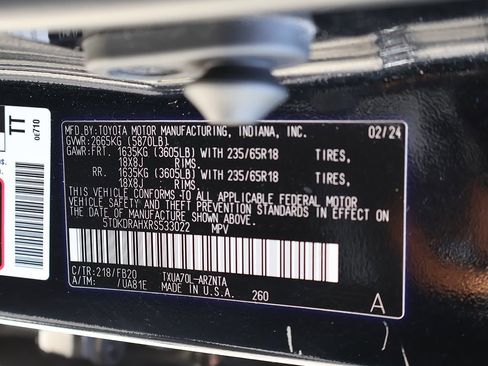 MFD.BY:TOYOTA MOTOR MANUFACTURING, INDIANA, INC. 02/24
GVWR:2665KG (5870LB)
GAWR:FRT. 1635KG (3605LB) WITH 235/65R18 TIRES,
18X8J RIMS,
RR. 1635KG (3605LB) WITH 235/65R18 TIRES,
18X8J RIMS.
THIS VEHICLE CONFORMS TO ALL APPLICABLE FEDERAL MOTOR
VEHICLE SAFETY AND THEFT PREVENTION STANDARDS IN EFFECT ON
THE DATE OF MANUFACTURE SHOWN ABOVE.
5TDKDRAHXRS533022 MPV
C/TR:218/FB20 TXUA70L-ARZNTA
A/TM: /UA81E MADE IN U.S.A. 260 A
TT
0E710